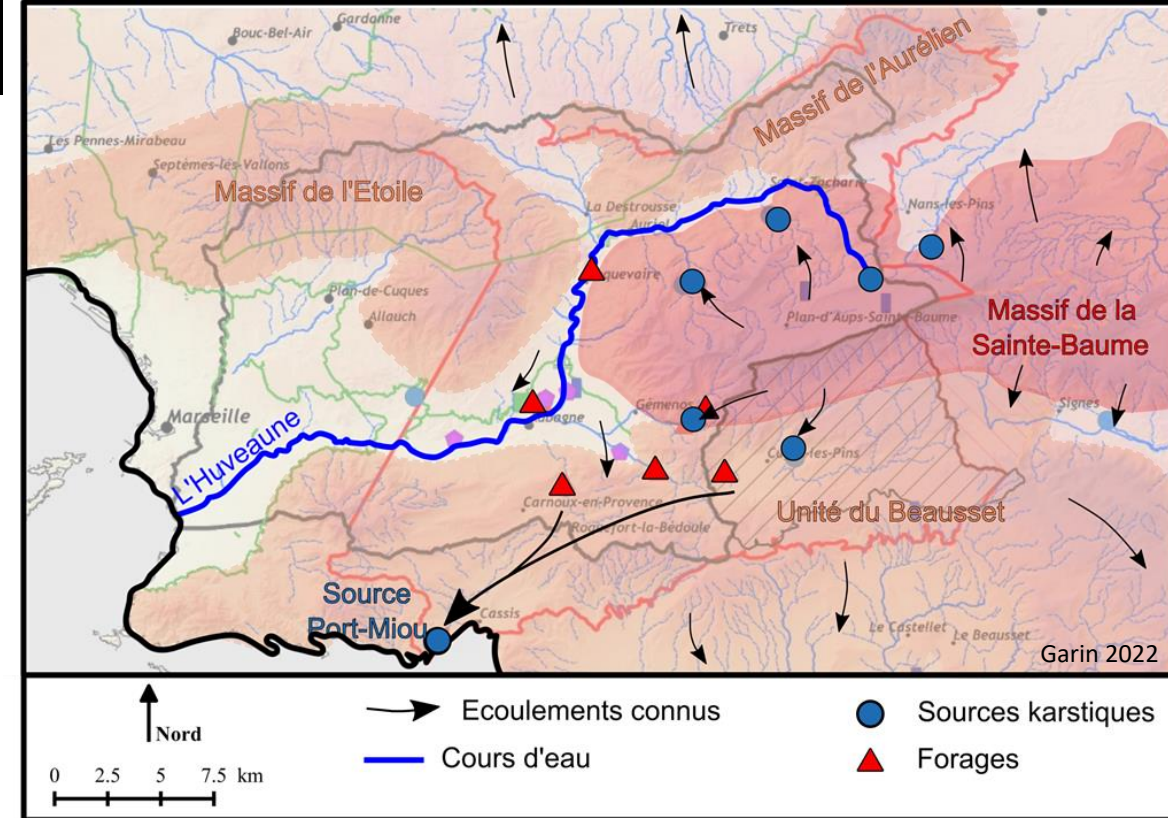 Gardanne
Bouc-Bel-Air
Trets
Massif de l'Aurélien
Les Pennes-Mirabeau
Septèmes-les-Vallons
Massif de l'Etoile
Saint-Zacharie
La Destrousse
Auriol
Nans-les-Pins
Roquevaire
Plan-de-Cuques
Allauch
Plan-d'Aups-Sainte-Baume
Massif de la
Sainte-Baume
Marseille
Gémenos
Aubagne
Signes
L'Huveaune
Cuges-les-Pins
Carnoux-en-Provence
Unité du Beausset
Roquefort-la-Bédoule
Source
Port-Miou
Cassis
Le Castellet
Le Beausset
Garin 2022
Nord
0 2.5 5 7.5 km
Ecoulements connus
Cours d'eau
Sources karstiques
Forages